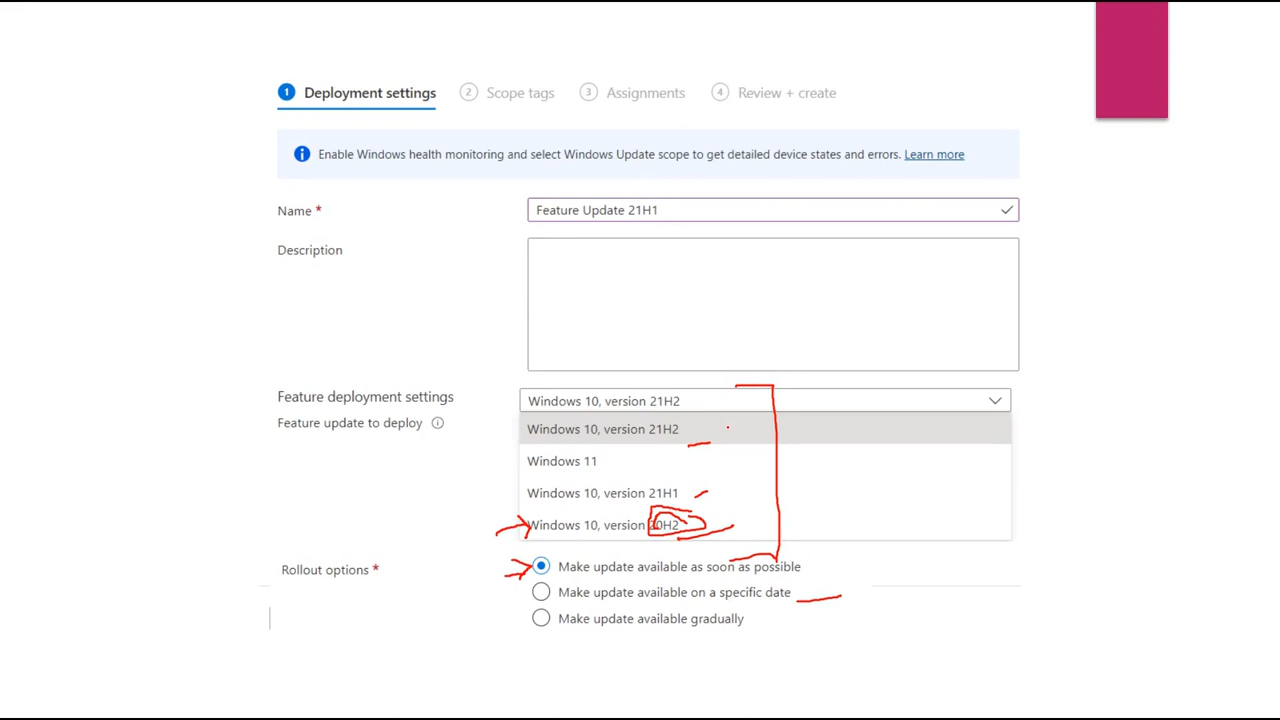 1 Deployment settings 2 Scope tags 3 Assignments 4 Review + create
Enable Windows health monitoring and select Windows Update scope to get detailed device states and errors. Learn more
Name * Feature Update 21H1
Description
Feature deployment settings Windows 10, version 21H2
Feature update to deploy Windows 10, version 21H2
Windows 11
Windows 10, version 21H1
Windows 10, version 20H2
Rollout options * Make update available as soon as possible
Make update available on a specific date
Make update available gradually